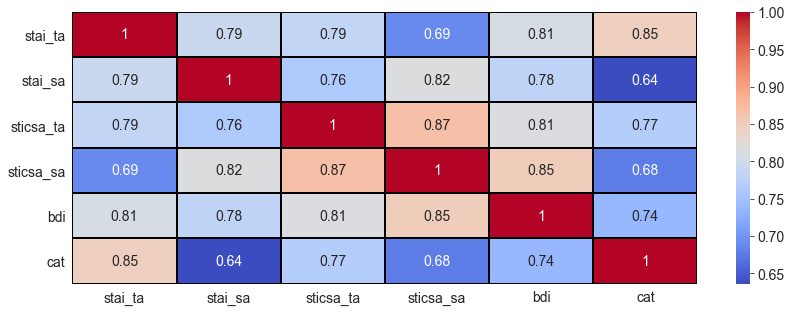 stai_ta 1 0.79 0.79 0.69 0.81 0.85
stai_sa 0.79 1 0.76 0.82 0.78 0.64
sticsa_ta 0.79 0.76 1 0.87 0.81 0.77
sticsa_sa 0.69 0.82 0.87 1 0.85 0.68
bdi 0.81 0.78 0.81 0.85 1 0.74
cat 0.85 0.64 0.77 0.68 0.74 1
stai_ta stai_sa sticsa_ta sticsa_sa bdi cat
1.00
0.95
0.90
0.85
0.80
0.75
0.70
0.65